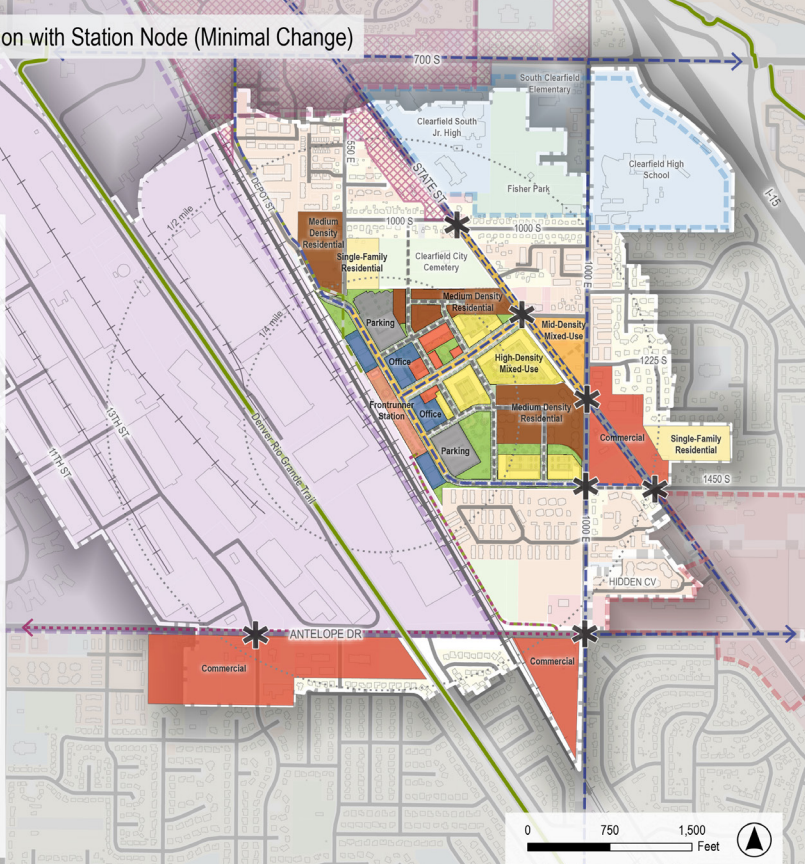 on with Station Node (Minimal Change)
700 S
South Clearfield
Elementary
Clearfield South
Jr. High
Clearfield High
School
I-15
550 E
STATE ST
DEPOT ST
Fisher Park
1/2 mile
1000 S
1000 S
Medium
Density
Residential
Single-Family
Residential
Clearfield City
Cemetery
1000 E
Medium Density
Residential
Parking
Mid-Density
Mixed-Use
1/4 mile
Office
High-Density
Mixed-Use
1225 S
Frontrunner
Station
Office
Medium Density
Residential
Commercial
Single-Family
Residential
13TH ST
11TH ST
Denver Rio Grande Trail
Parking
1450 S
1000 E
HIDDEN CV
ANTELOPE DR
Commercial
Commercial
0 750 1,500
Feet